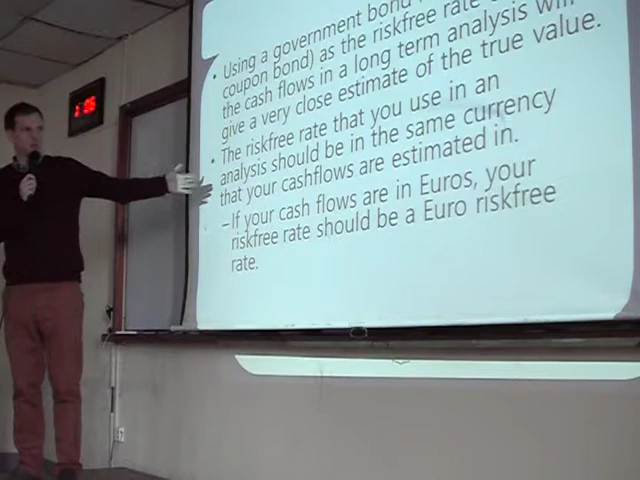 • Using a government bond
coupon bond) as the riskfree rate
the cash flows in a long term analysis will
give a very close estimate of the true value.
• The riskfree rate that you use in an
analysis should be in the same currency
that your cashflows are estimated in.
–If your cash flows are in Euros, your
riskfree rate should be a Euro riskfree
rate.